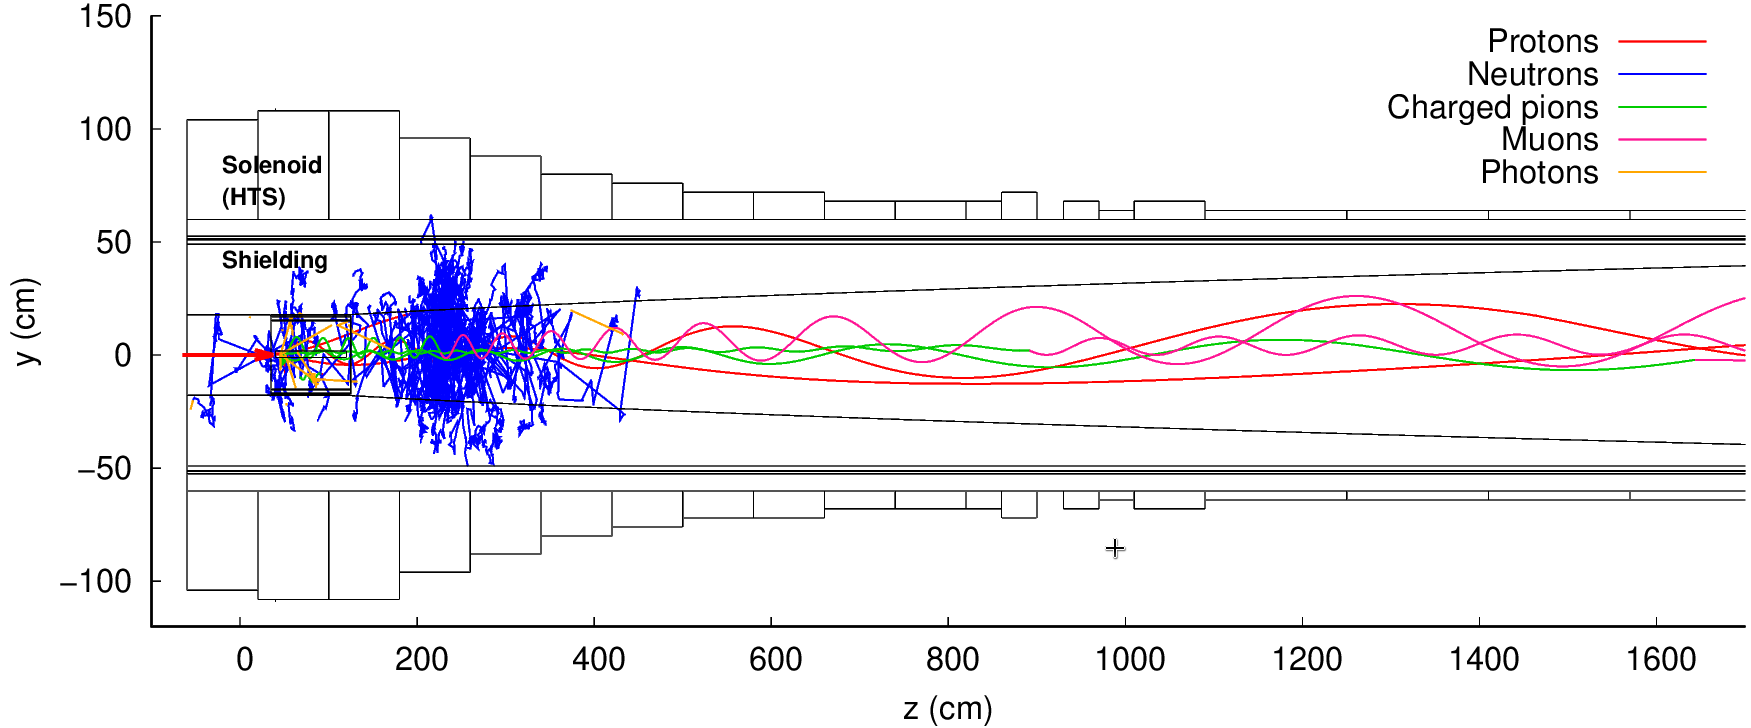 150
100
50
0
−50
−100
y (cm)
Protons
Neutrons
Charged pions
Muons
Photons
Solenoid
(HTS)
Shielding
0 200 400 600 800 1000 1200 1400 1600
z (cm)